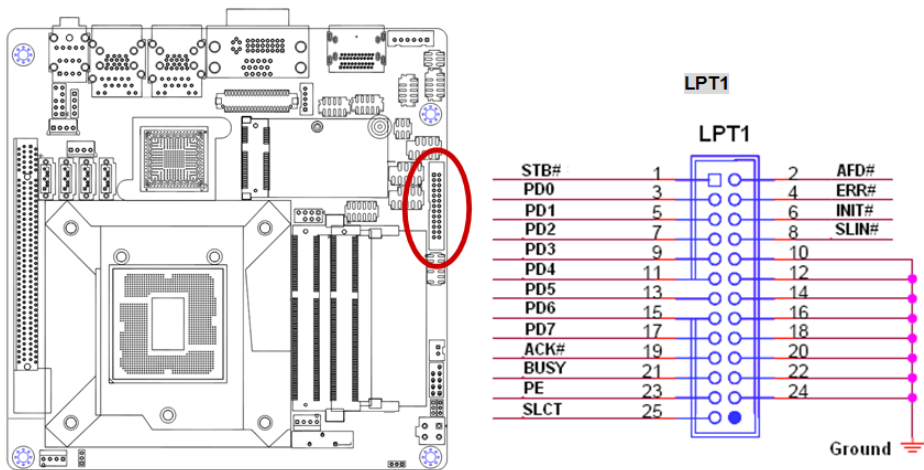 LPT1
LPT1
STB# 1 2 AFD#
PD0 3 4 ERR#
PD1 5 6 INIT#
PD2 7 8 SLIN#
PD3 9 10
PD4 11 12
PD5 13 14
PD6 15 16
PD7 17 18
ACK# 19 20
BUSY 21 22
PE 23 24
SLCT 25
Ground